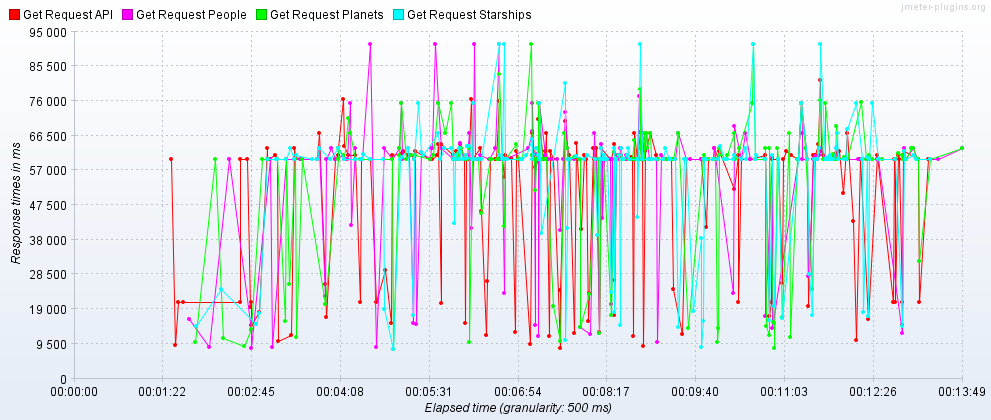 Get Request API Get Request People Get Request Planets Get Request Starships
jmeter-plugins.org
95 000
85 500
76 000
66 500
57 000
47 500
38 000
28 500
19 000
9 500
0
Response times in ms
00:00:00 00:01:22 00:02:45 00:04:08 00:05:31 00:06:54 00:08:17 00:09:40 00:11:03 00:12:26 00:13:49
Elapsed time (granularity: 500 ms)